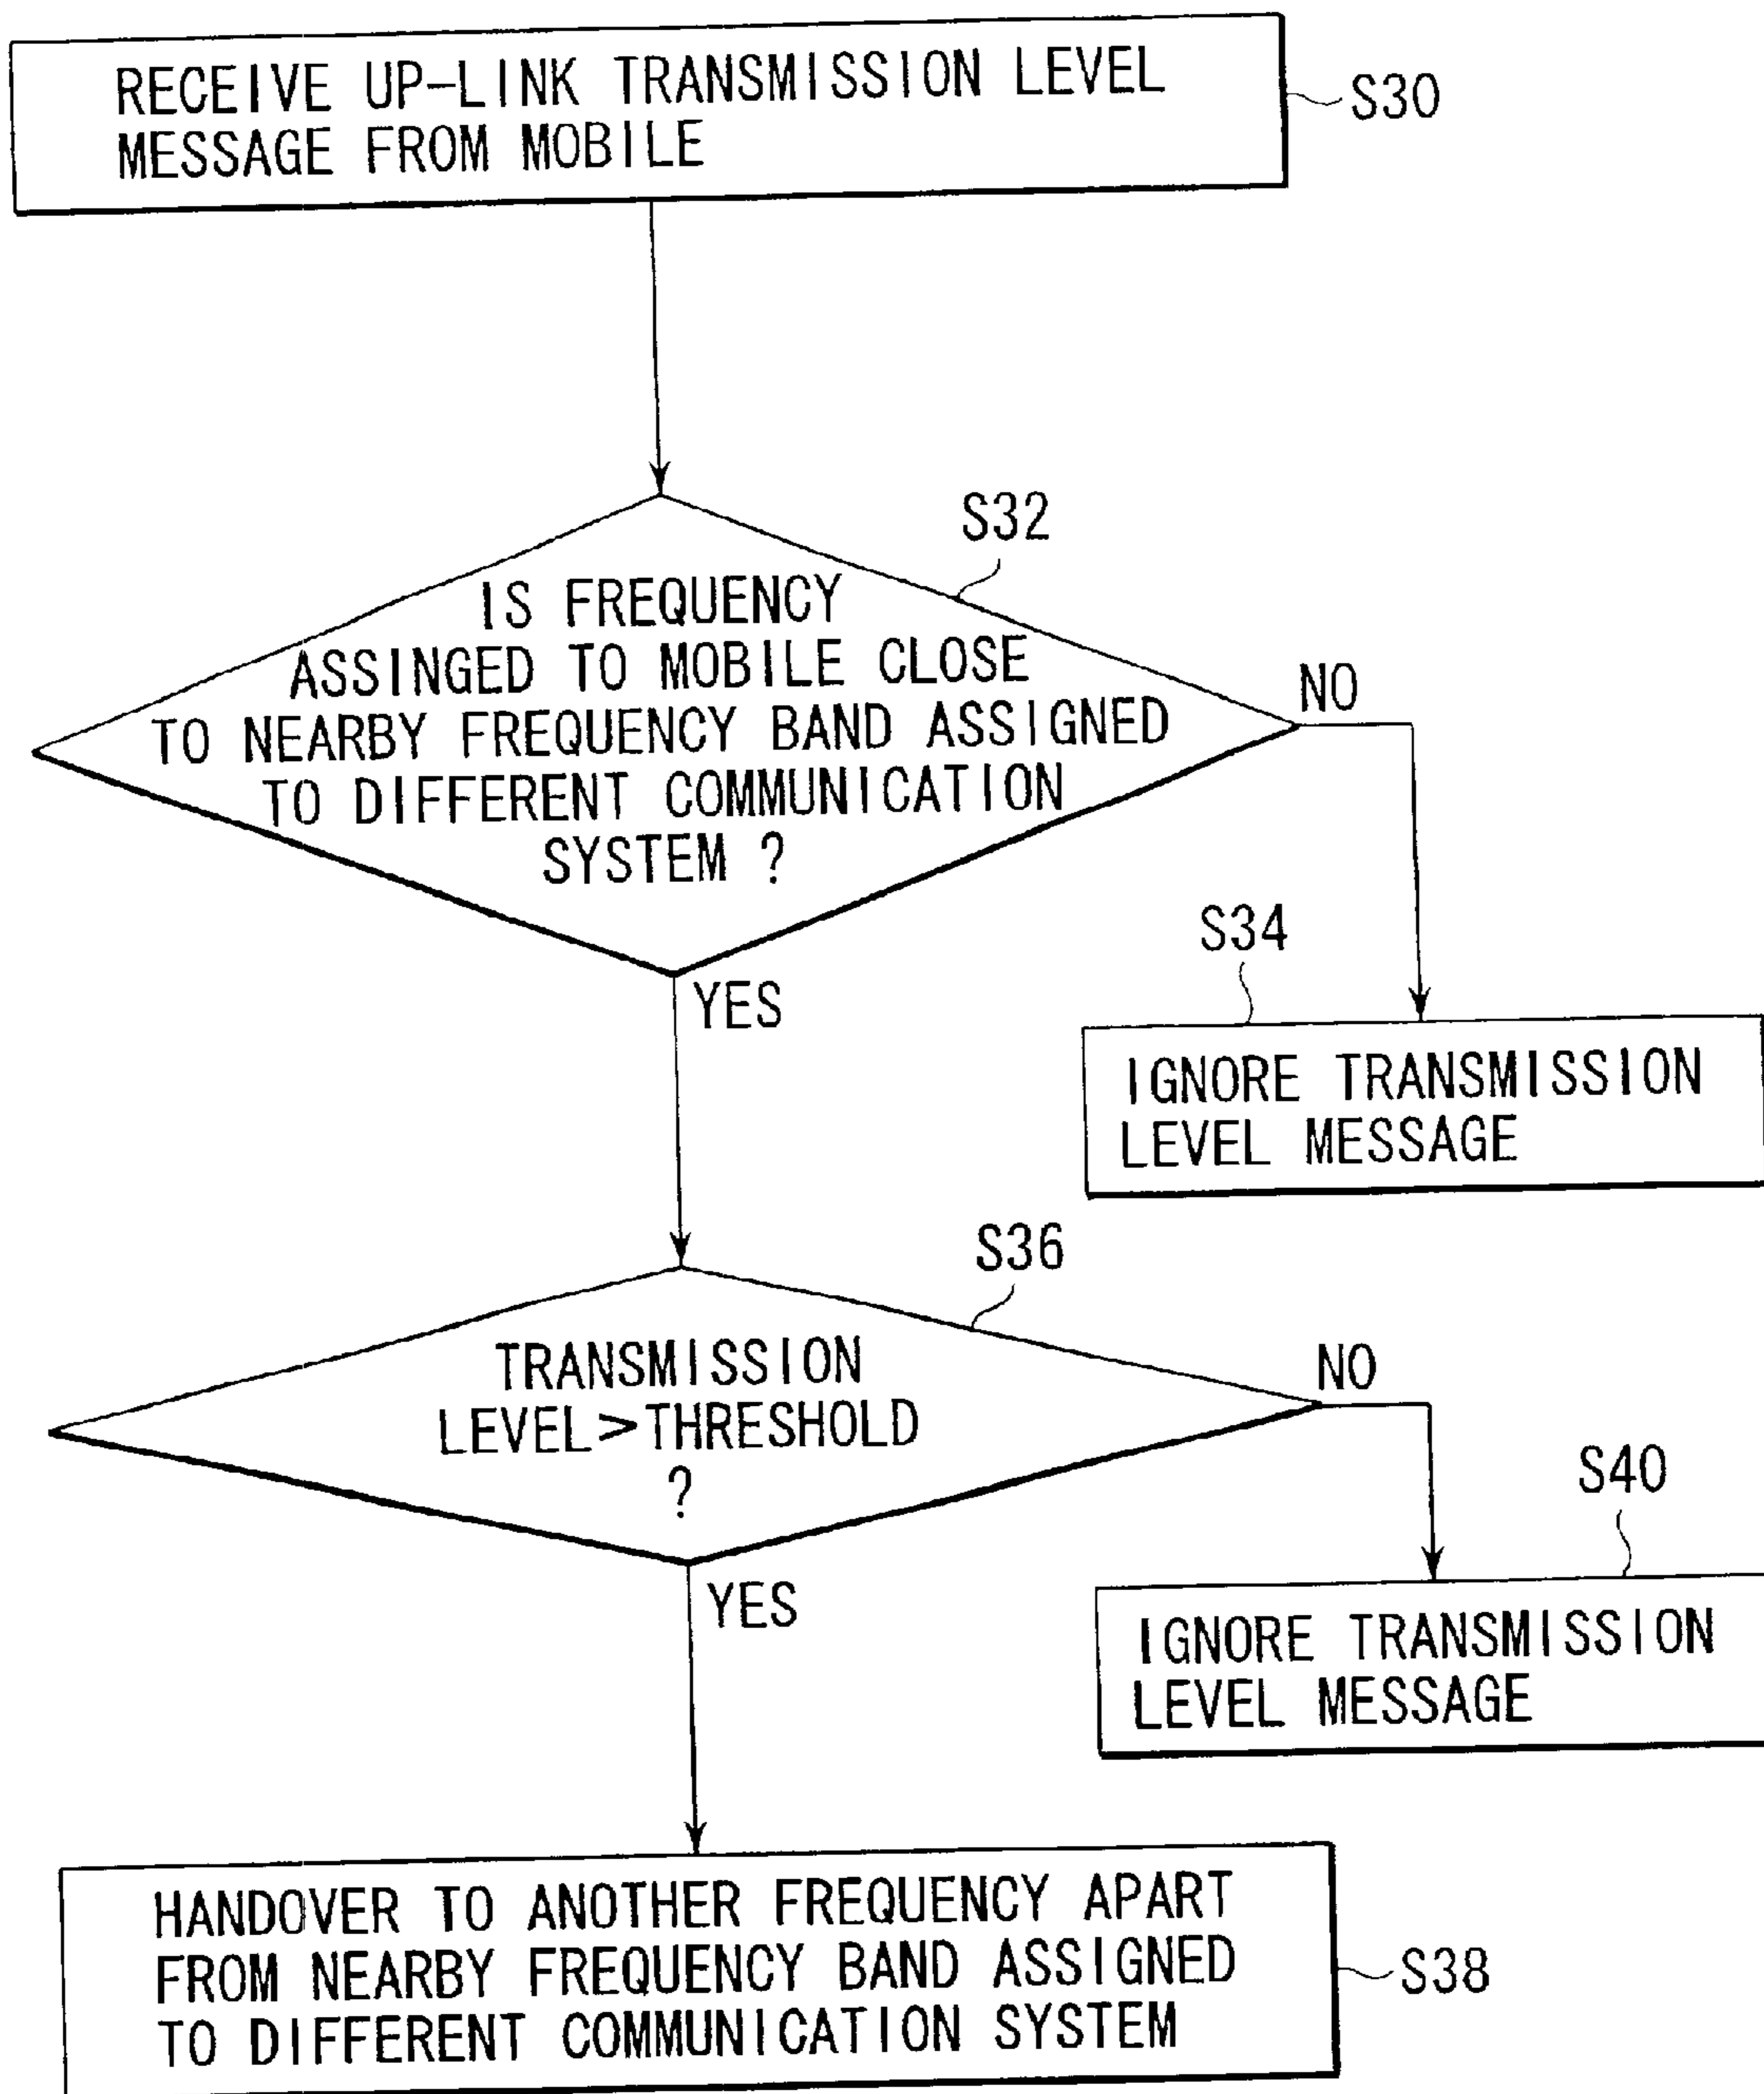 RECEIVE UP-LINK TRANSMISSION LEVEL
MESSAGE FROM MOBILE
S30
S32
IS FREQUENCY
ASSINGED TO MOBILE CLOSE
TO NEARBY FREQUENCY BAND ASSIGNED
TO DIFFERENT COMMUNICATION
SYSTEM ?
NO
YES
S34
IGNORE TRANSMISSION
LEVEL MESSAGE
S36
TRANSMISSION
LEVEL>THRESHOLD
?
NO
YES
S40
IGNORE TRANSMISSION
LEVEL MESSAGE
HANDOVER TO ANOTHER FREQUENCY APART
FROM NEARBY FREQUENCY BAND ASSIGNED
TO DIFFERENT COMMUNICATION SYSTEM
S38